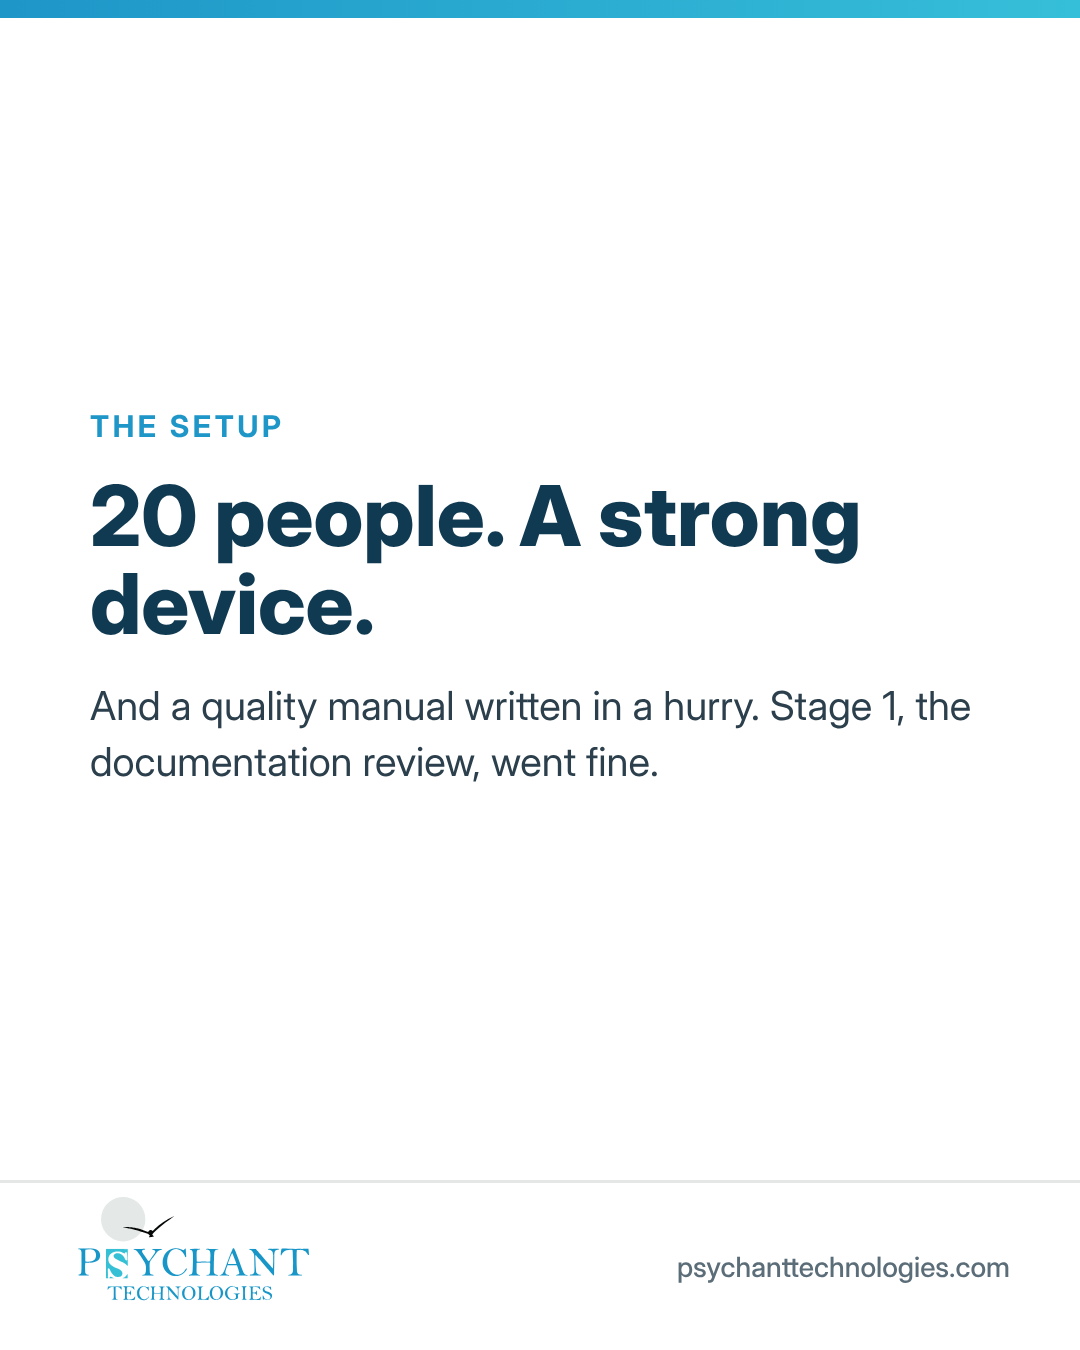 THE SETUP
20 people. A strong
device.
And a quality manual written in a hurry. Stage 1, the
documentation review, went fine.
PSYCHANT
TECHNOLOGIES
psychanttechnologies.com